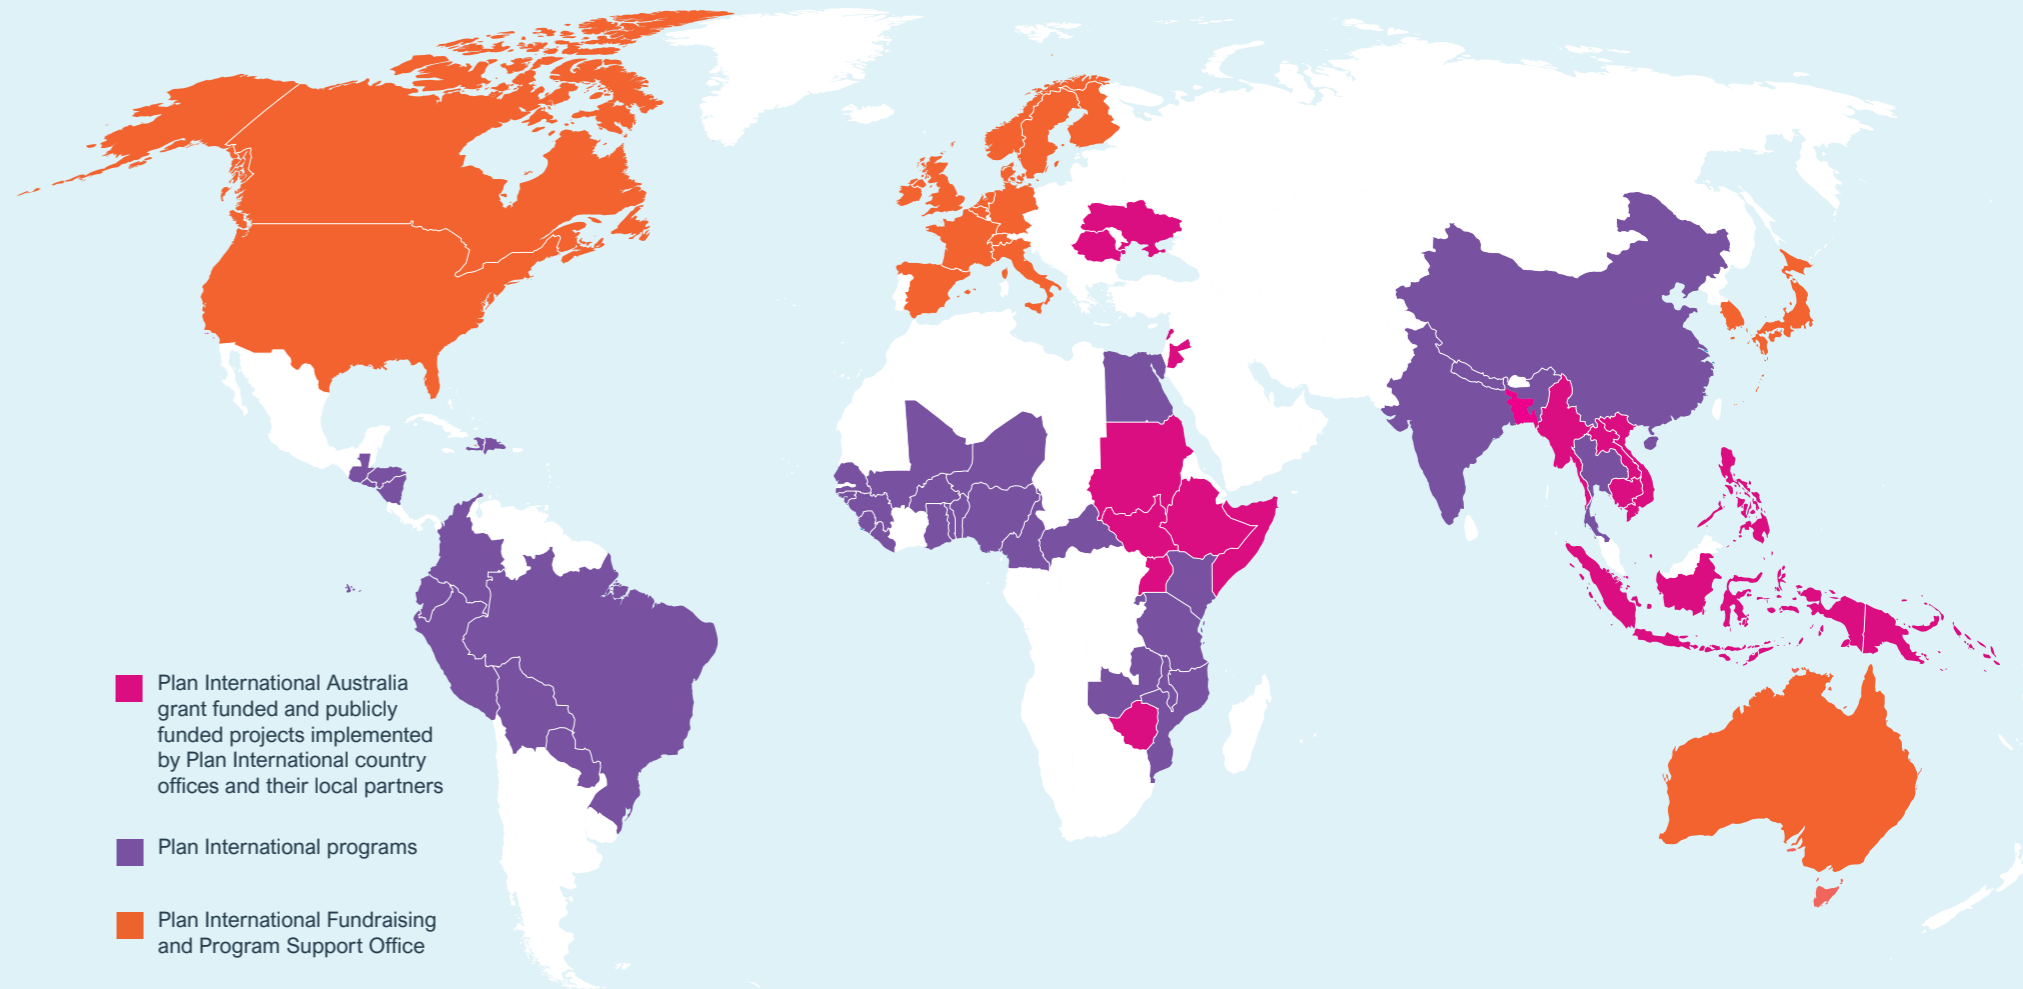 Plan International Australia
grant funded and publicly
funded projects implemented
by Plan International country
offices and their local partners
Plan International programs
Plan International Fundraising
and Program Support Office